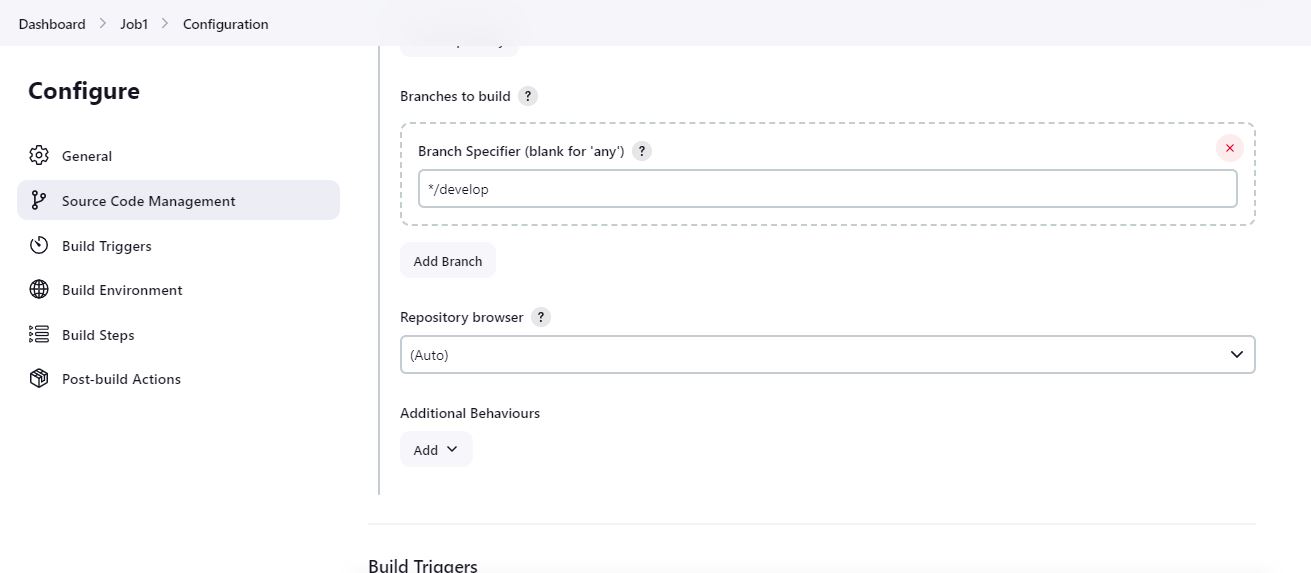 Dashboard > Job1 > Configuration
Configure
General
Source Code Management
Build Triggers
Build Environment
Build Steps
Post-build Actions
Branches to build ?
Branch Specifier (blank for 'any') ?
*/develop
Add Branch
Repository browser ?
(Auto)
Additional Behaviours
Add
Build Triggers